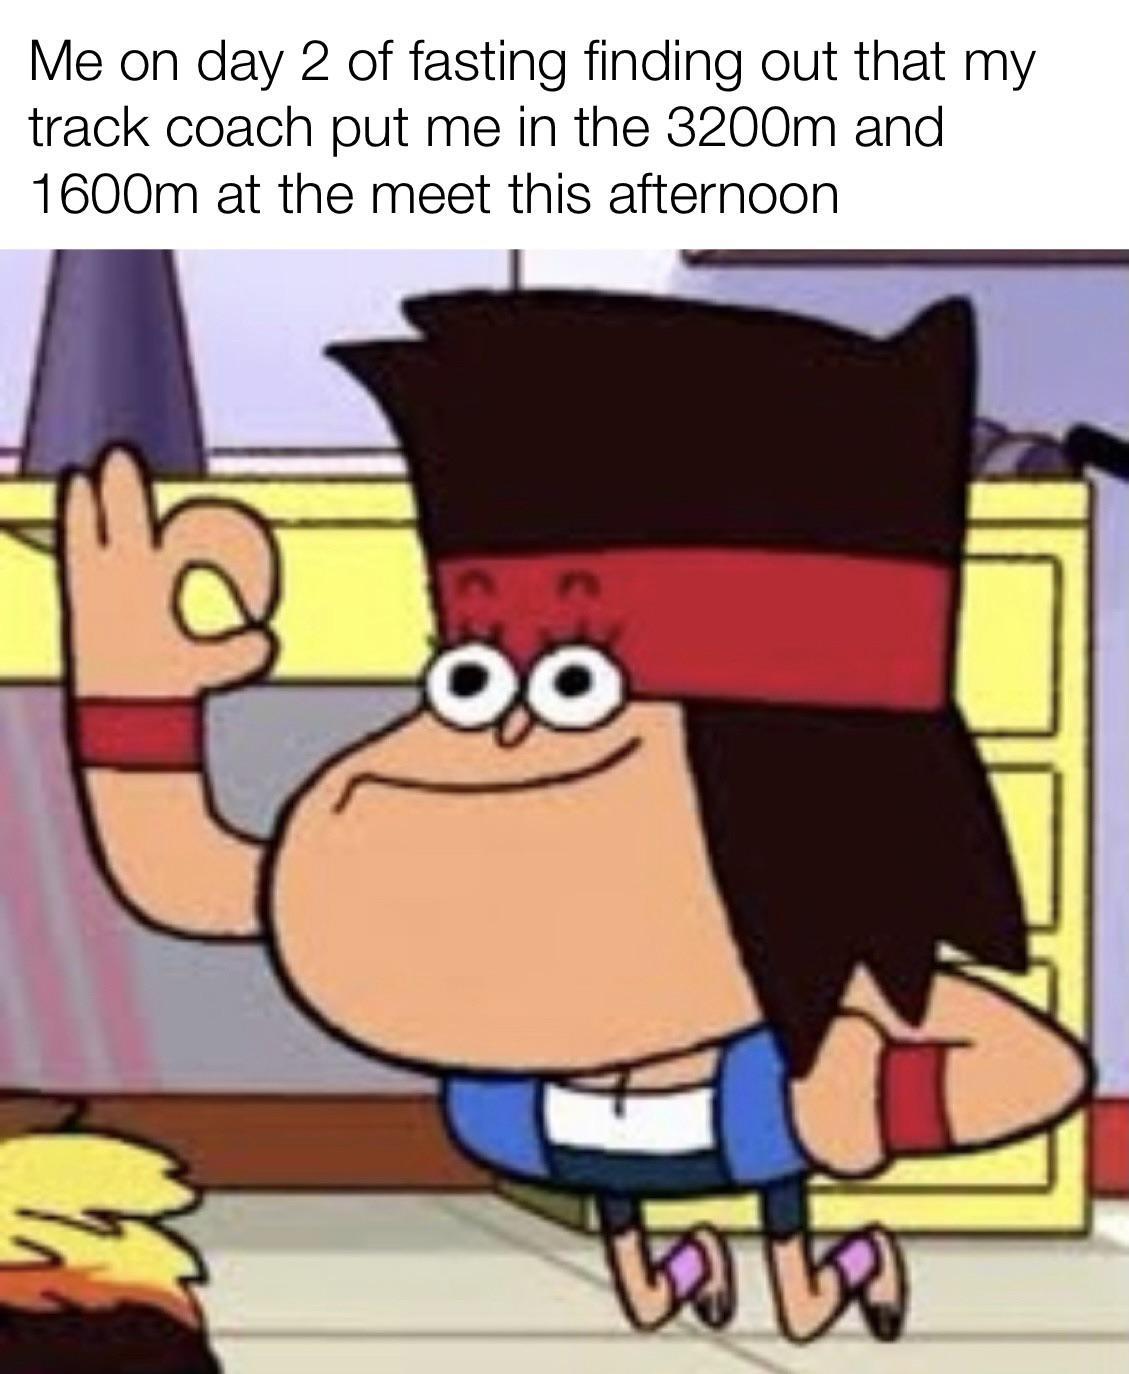 Me on day 2 of fasting finding out that my
track coach put me in the 3200m and
1600m at the meet this afternoon